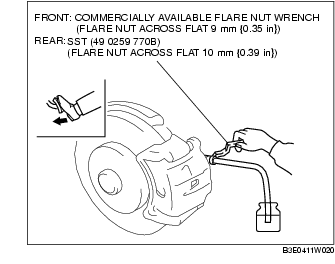 FRONT: COMMERCIALLY AVAILABLE FLARE NUT WRENCH
(FLARE NUT ACROSS FLAT 9 mm {0.35 in})
REAR: SST (49 0259 770B)
(FLARE NUT ACROSS FLAT 10 mm {0.39 in})
B3E0411W020